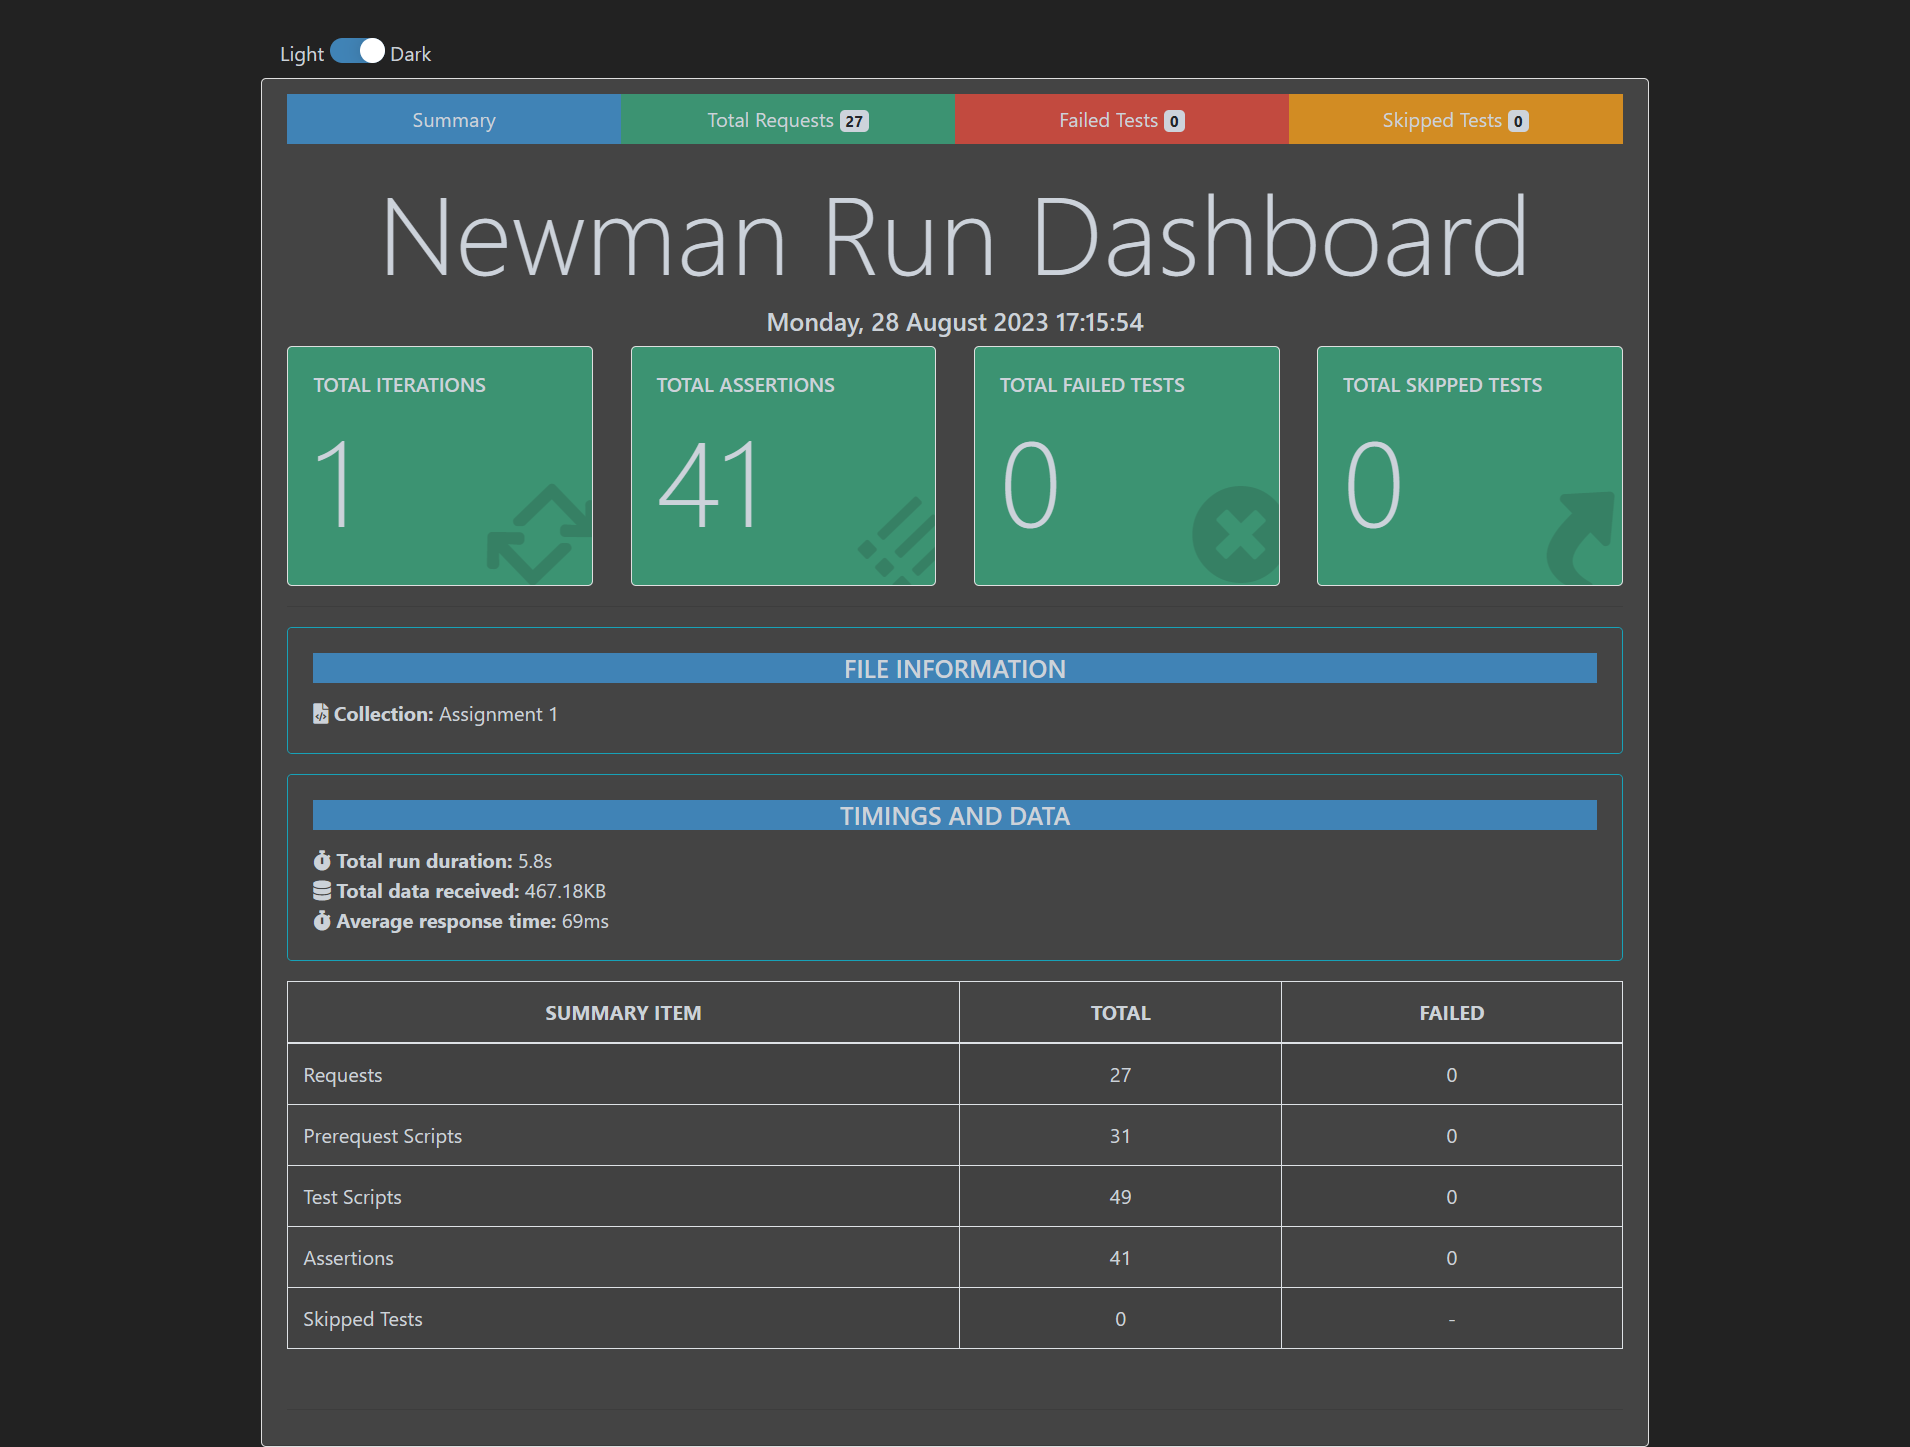 Light Dark
Summary Total Requests 27 Failed Tests 0 Skipped Tests 0
Newman Run Dashboard
Monday, 28 August 2023 17:15:54
TOTAL ITERATIONS TOTAL ASSERTIONS TOTAL FAILED TESTS TOTAL SKIPPED TESTS
1 41 0 0
FILE INFORMATION
Collection: Assignment 1
TIMINGS AND DATA
Total run duration: 5.8s
Total data received: 467.18KB
Average response time: 69ms
SUMMARY ITEM TOTAL FAILED
Requests 27 0
Prerequest Scripts 31 0
Test Scripts 49 0
Assertions 41 0
Skipped Tests 0 -